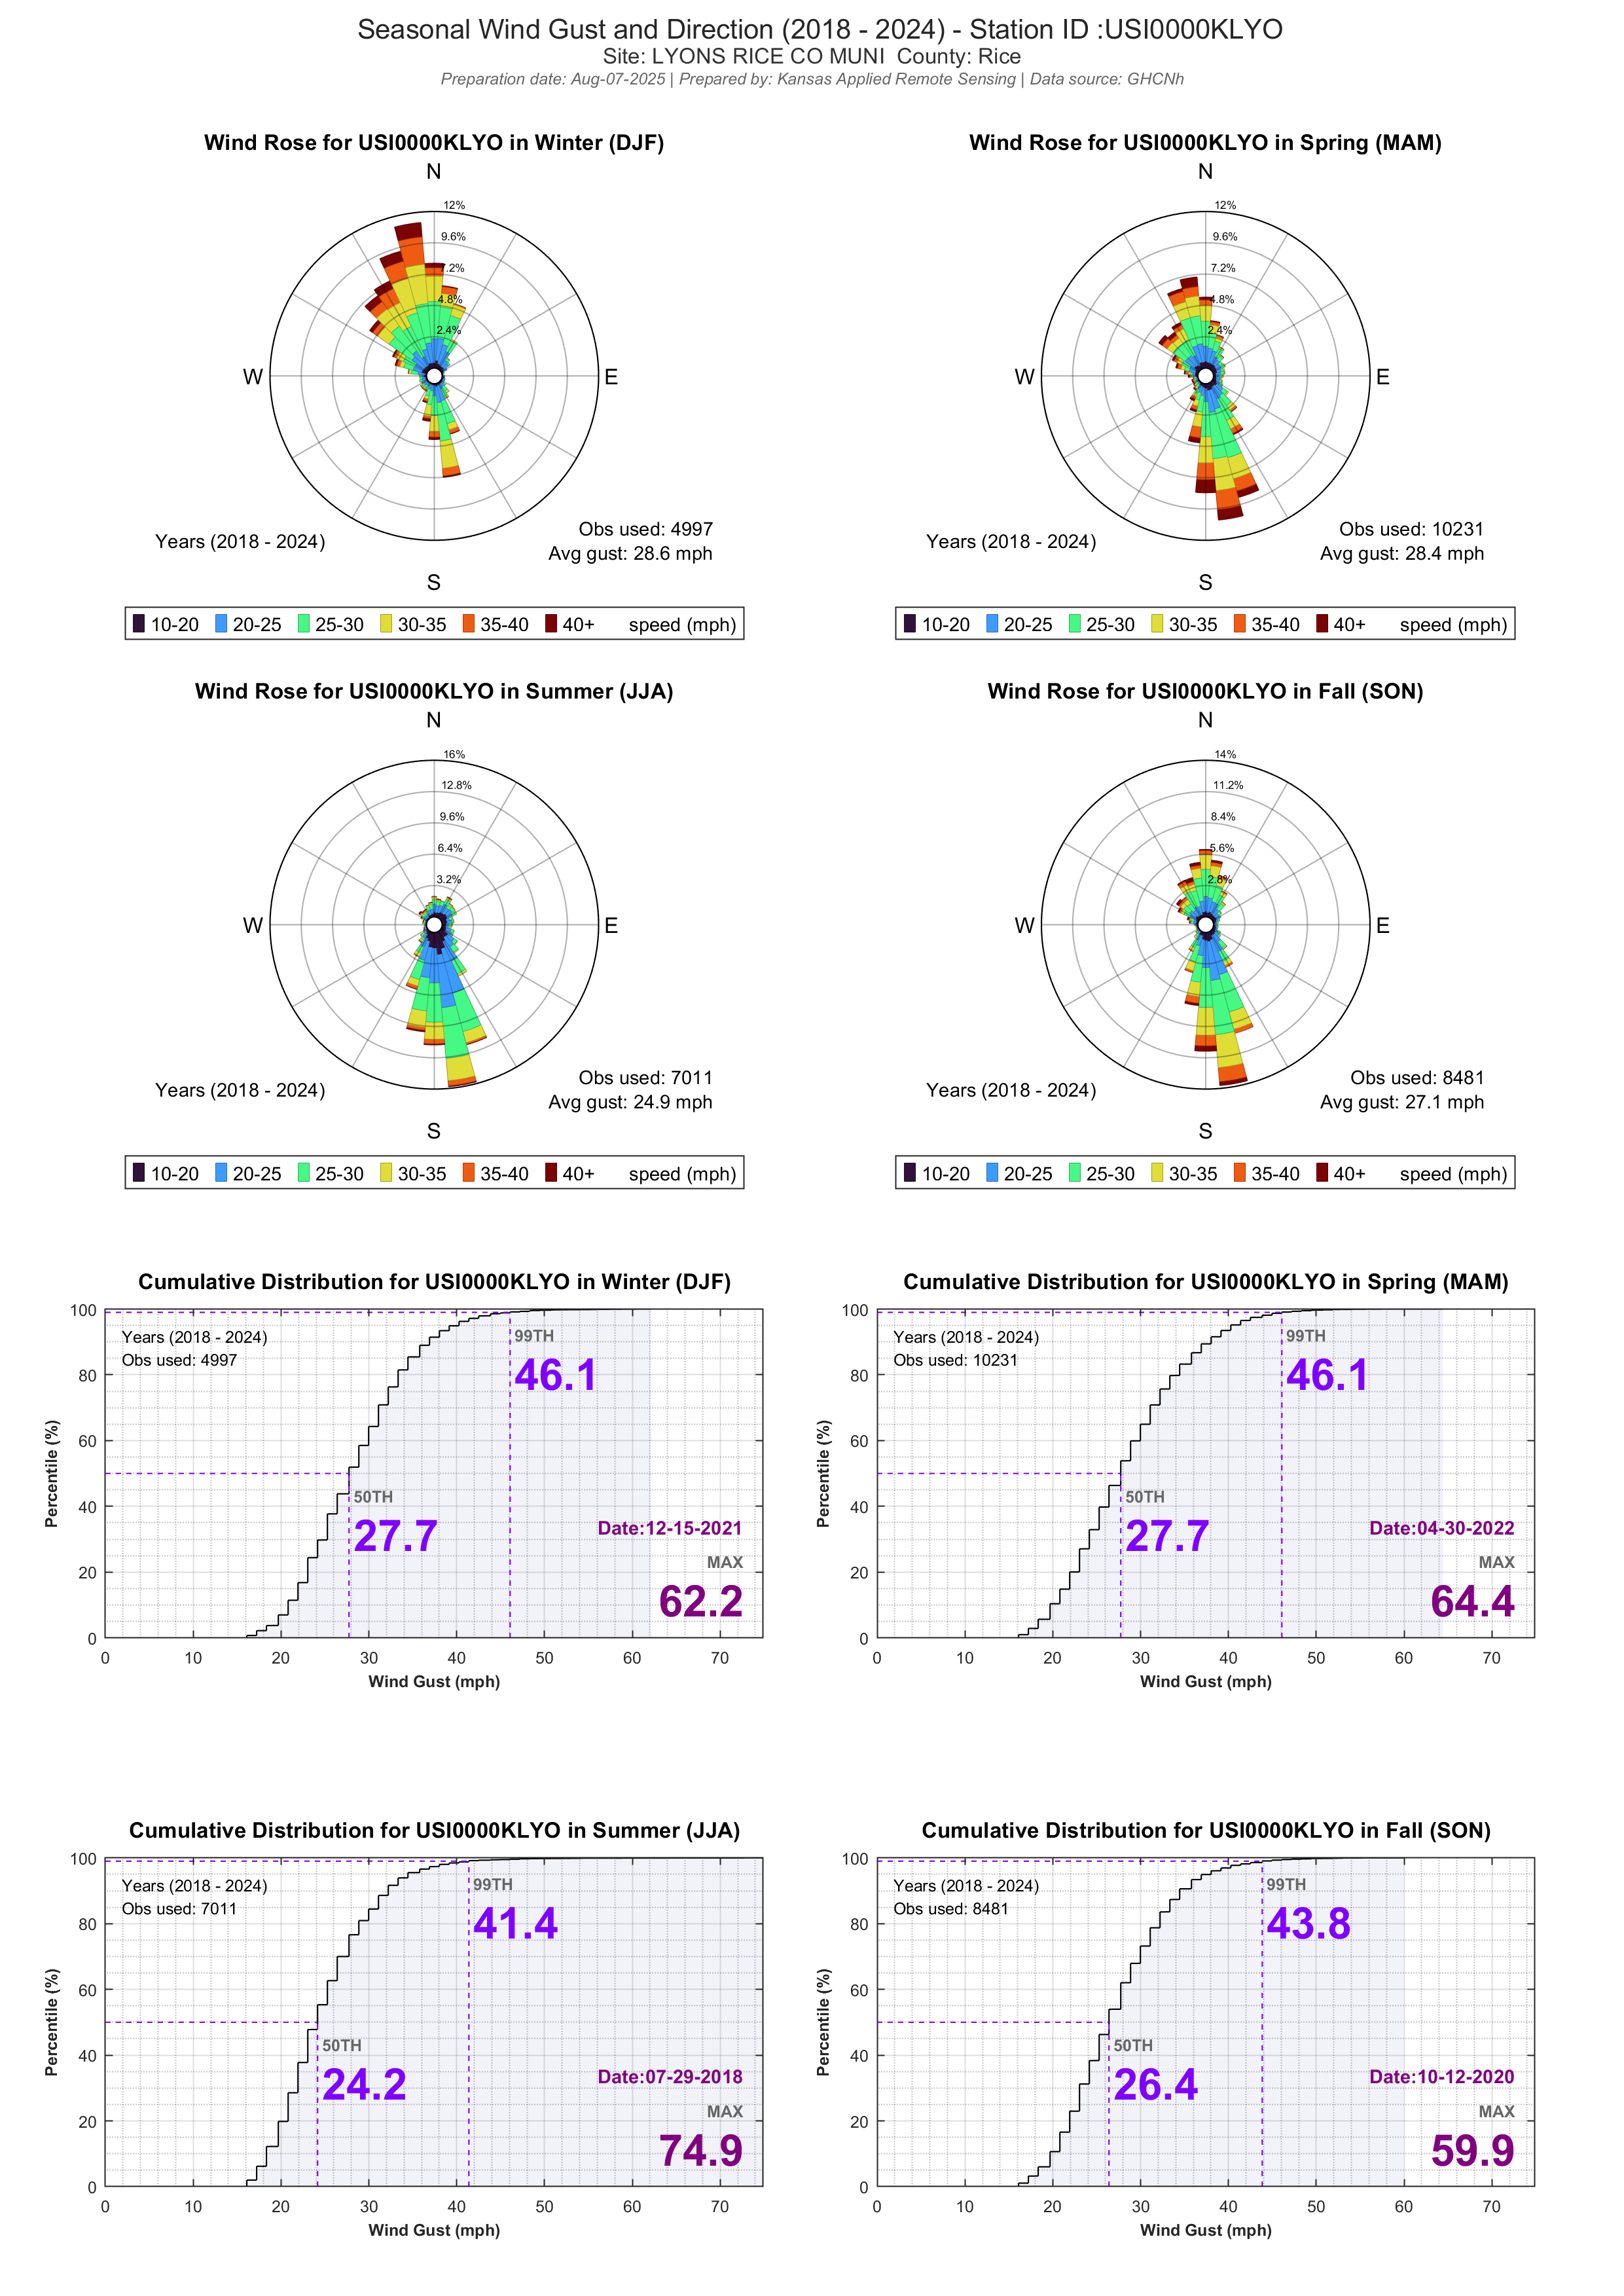 Seasonal Wind Gust and Direction (2018 - 2024) - Station ID :USI0000KLYO
Site: LYONS RICE CO MUNI  County: Rice
Preparation date: Aug-07-2025 | Prepared by: Kansas Applied Remote Sensing | Data source: GHCNh
Wind Rose for USI0000KLYO in Winter (DJF)
N
12%
9.6%
7.2%
4.8%
2.4%
W
E
S
Years (2018 - 2024)
Obs used: 4997
Avg gust: 28.6 mph
10-20 20-25 25-30 30-35 35-40 40+ speed (mph)
Wind Rose for USI0000KLYO in Spring (MAM)
N
12%
9.6%
7.2%
4.8%
2.4%
W
E
S
Years (2018 - 2024)
Obs used: 10231
Avg gust: 28.4 mph
10-20 20-25 25-30 30-35 35-40 40+ speed (mph)
Wind Rose for USI0000KLYO in Summer (JJA)
N
16%
12.8%
9.6%
6.4%
3.2%
W
E
S
Years (2018 - 2024)
Obs used: 7011
Avg gust: 24.9 mph
10-20 20-25 25-30 30-35 35-40 40+ speed (mph)
Wind Rose for USI0000KLYO in Fall (SON)
N
14%
11.2%
8.4%
5.6%
2.8%
W
E
S
Years (2018 - 2024)
Obs used: 8481
Avg gust: 27.1 mph
10-20 20-25 25-30 30-35 35-40 40+ speed (mph)
Cumulative Distribution for USI0000KLYO in Winter (DJF)
Percentile (%)
100
80
60
40
20
0
Years (2018 - 2024)
Obs used: 4997
99TH
46.1
50TH
27.7
Date:12-15-2021
MAX
62.2
0 10 20 30 40 50 60 70
Wind Gust (mph)
Cumulative Distribution for USI0000KLYO in Spring (MAM)
Percentile (%)
100
80
60
40
20
0
Years (2018 - 2024)
Obs used: 10231
99TH
46.1
50TH
27.7
Date:04-30-2022
MAX
64.4
0 10 20 30 40 50 60 70
Wind Gust (mph)
Cumulative Distribution for USI0000KLYO in Summer (JJA)
Percentile (%)
100
80
60
40
20
0
Years (2018 - 2024)
Obs used: 7011
99TH
41.4
50TH
24.2
Date:07-29-2018
MAX
74.9
0 10 20 30 40 50 60 70
Wind Gust (mph)
Cumulative Distribution for USI0000KLYO in Fall (SON)
Percentile (%)
100
80
60
40
20
0
Years (2018 - 2024)
Obs used: 8481
99TH
43.8
50TH
26.4
Date:10-12-2020
MAX
59.9
0 10 20 30 40 50 60 70
Wind Gust (mph)